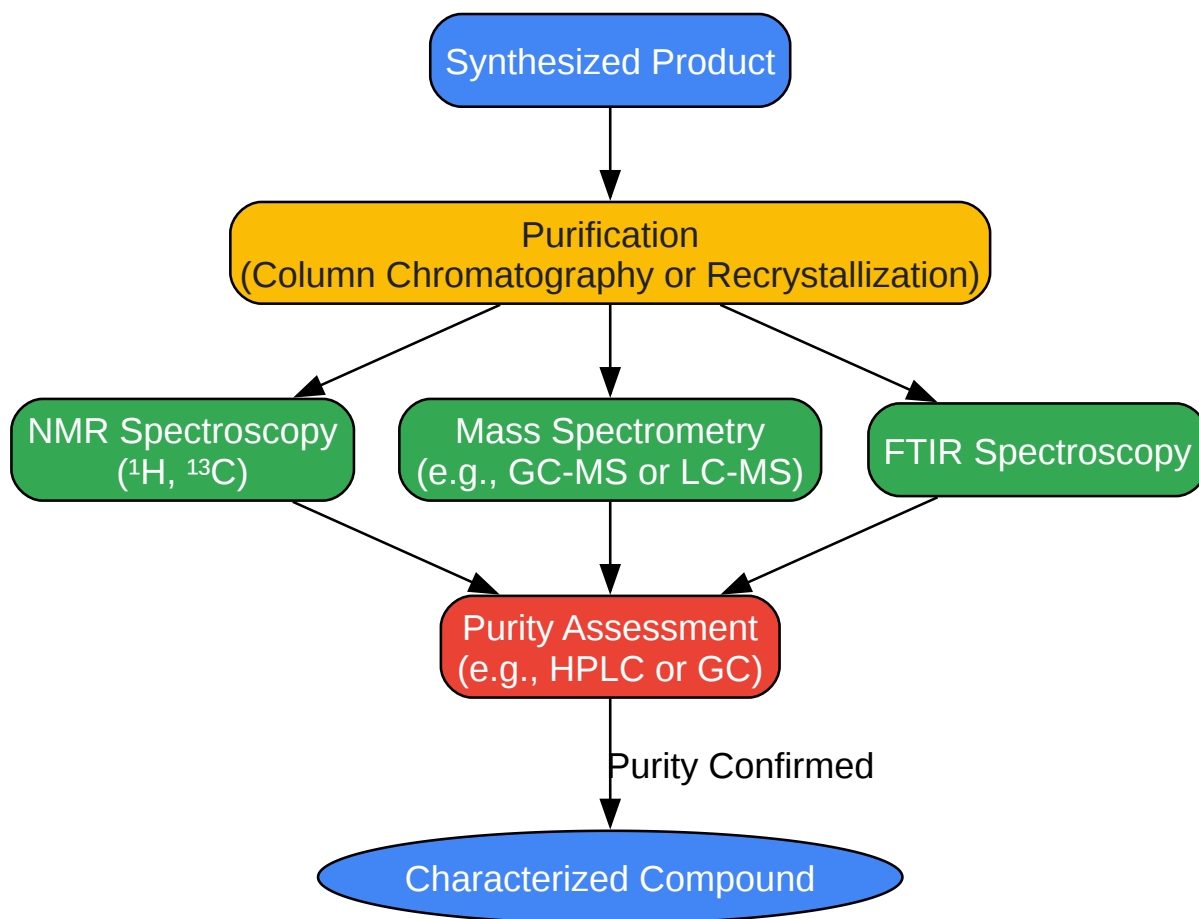 Synthesized Product
Purification
(Column Chromatography or Recrystallization)
NMR Spectroscopy
(¹H, ¹³C)
Mass Spectrometry
(e.g., GC-MS or LC-MS)
FTIR Spectroscopy
Purity Assessment
(e.g., HPLC or GC)
Purity Confirmed
Characterized Compound